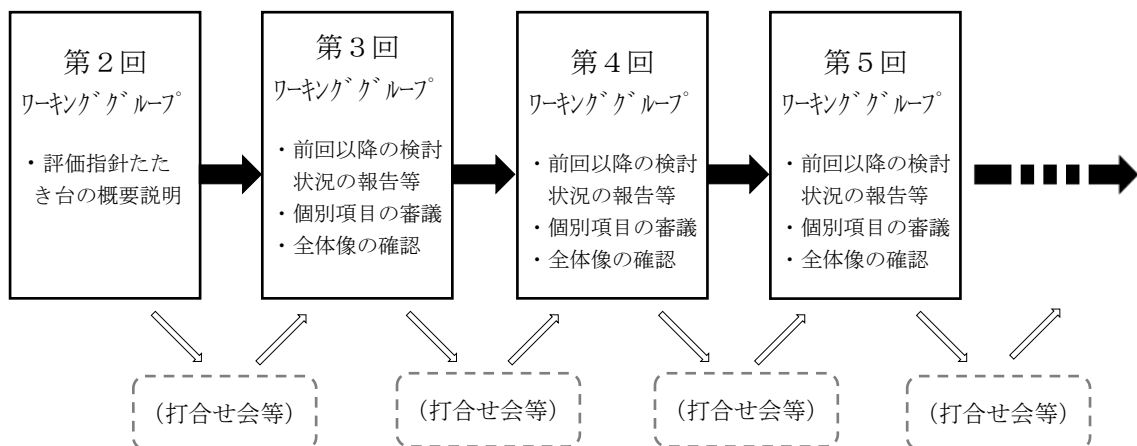 第２回
ﾜｰｷﾝｸﾞｸﾞﾙｰﾌﾟ
・評価指針たた
き台の概要説明
第３回
ﾜｰｷﾝｸﾞｸﾞﾙｰﾌﾟ
・前回以降の検討
状況の報告等
・個別項目の審議
・全体像の確認
第４回
ﾜｰｷﾝｸﾞｸﾞﾙｰﾌﾟ
・前回以降の検討
状況の報告等
・個別項目の審議
・全体像の確認
第５回
ﾜｰｷﾝｸﾞｸﾞﾙｰﾌﾟ
・前回以降の検討
状況の報告等
・個別項目の審議
・全体像の確認
（打合せ会等）
（打合せ会等）
（打合せ会等）
（打合せ会等）